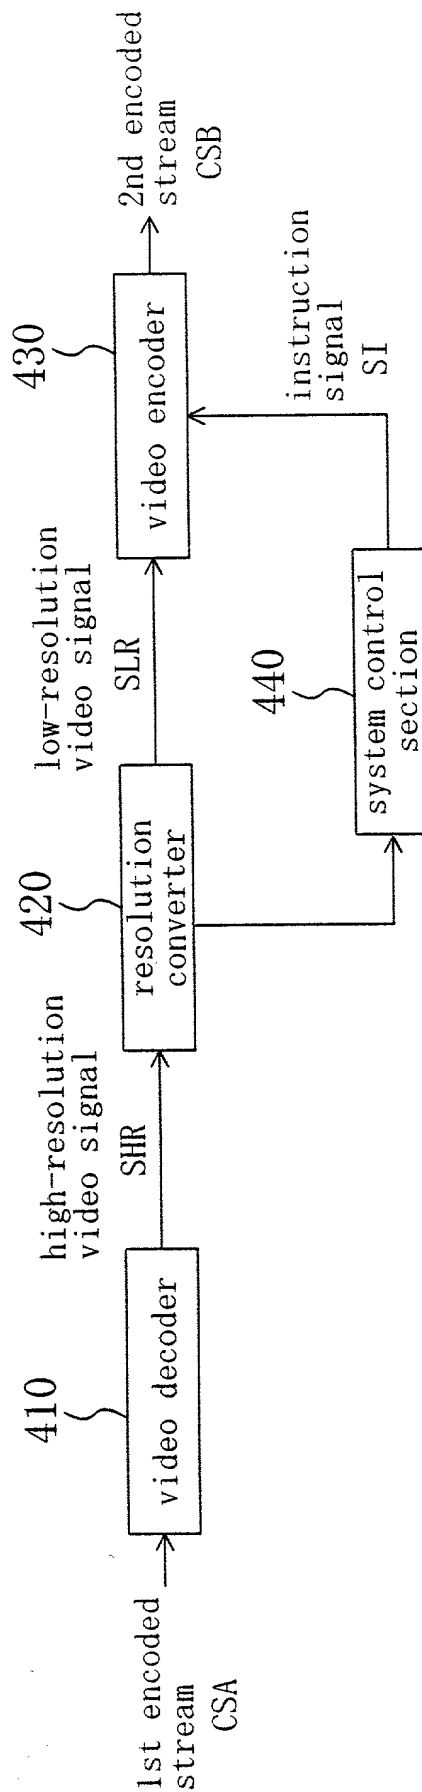 1st encoded
stream
CSA
410
video decoder
high-resolution
video signal
SHR
420
resolution
converter
low-resolution
video signal
SLR
430
video encoder
2nd encoded
stream
CSB
440
system control
section
instruction
signal
SI